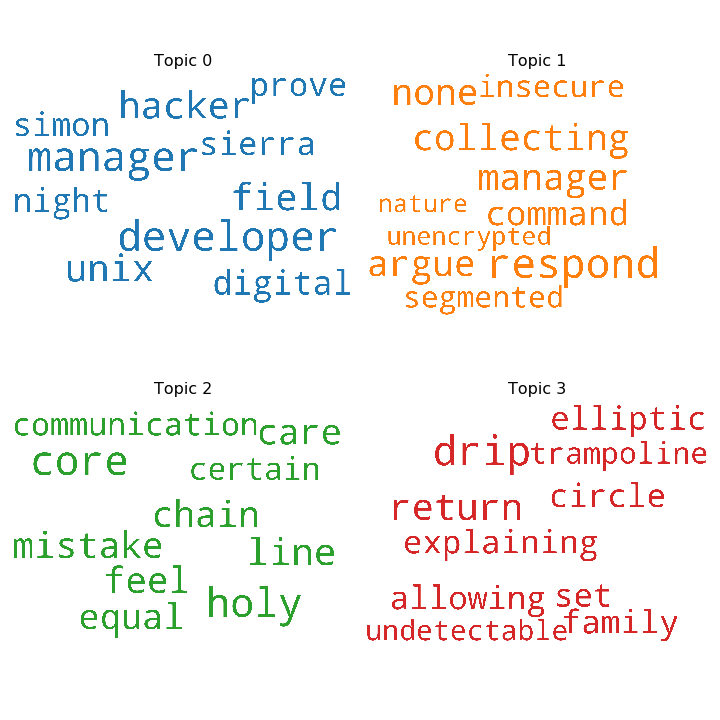 Topic 0
prove
hacker
simon
sierra
manager
night
field
developer
unix
digital
Topic 1
none
insecure
collecting
manager
nature
command
unencrypted
argue
respond
segmented
Topic 2
communication
care
core
certain
chain
mistake
line
feel
holy
equal
Topic 3
elliptic
drip
trampoline
return
circle
explaining
allowing
set
undetectable
family